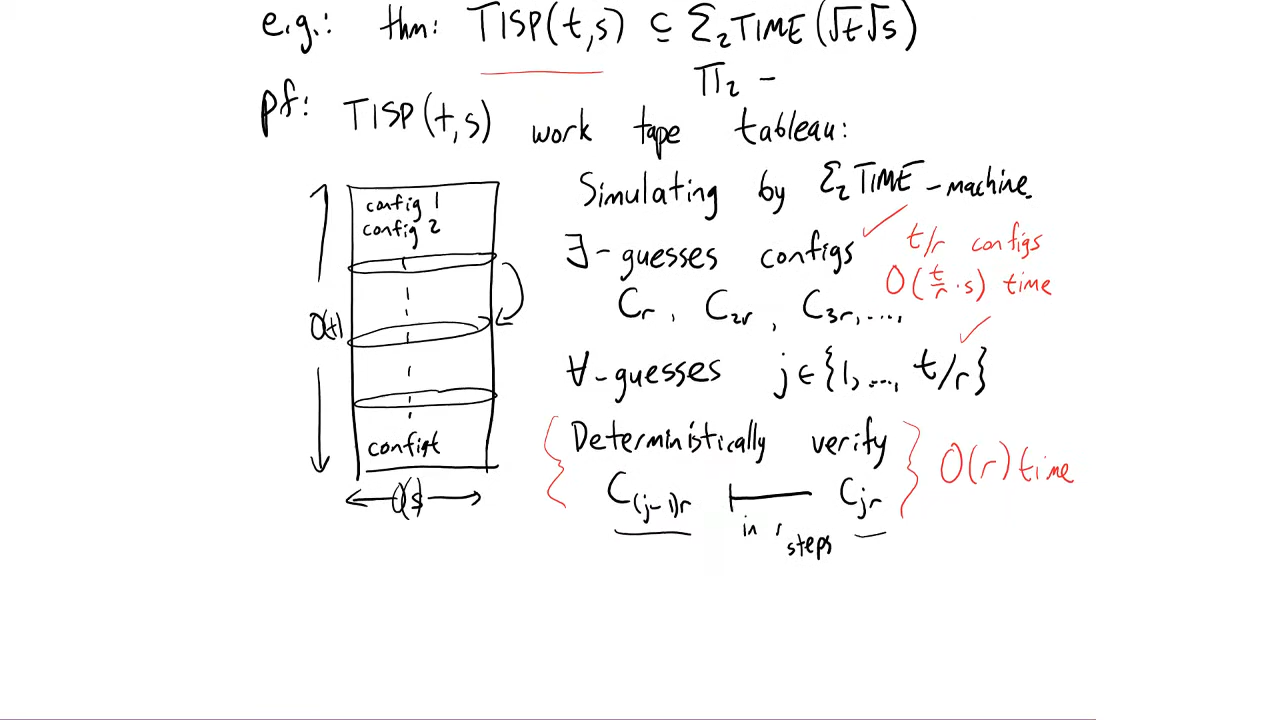 e.g.: thm: TISP(t,s) ⊆ Σ₂TIME(√t√s)
Π₂ –
pf: TISP(t,s) work tape tableau:
Simulating by Σ₂TIME-machine.
config 1
config 2
∃-guesses configs ✓ t/r configs
O(t/r·s) time
C_r, C_2r, C_3r, ....
O(t)
∀-guesses j∈{1,..., t/r} ✓
Deterministically verify
config t
O(r) time
C_(j-1)r ⊢ C_jr
O(s)
in r steps